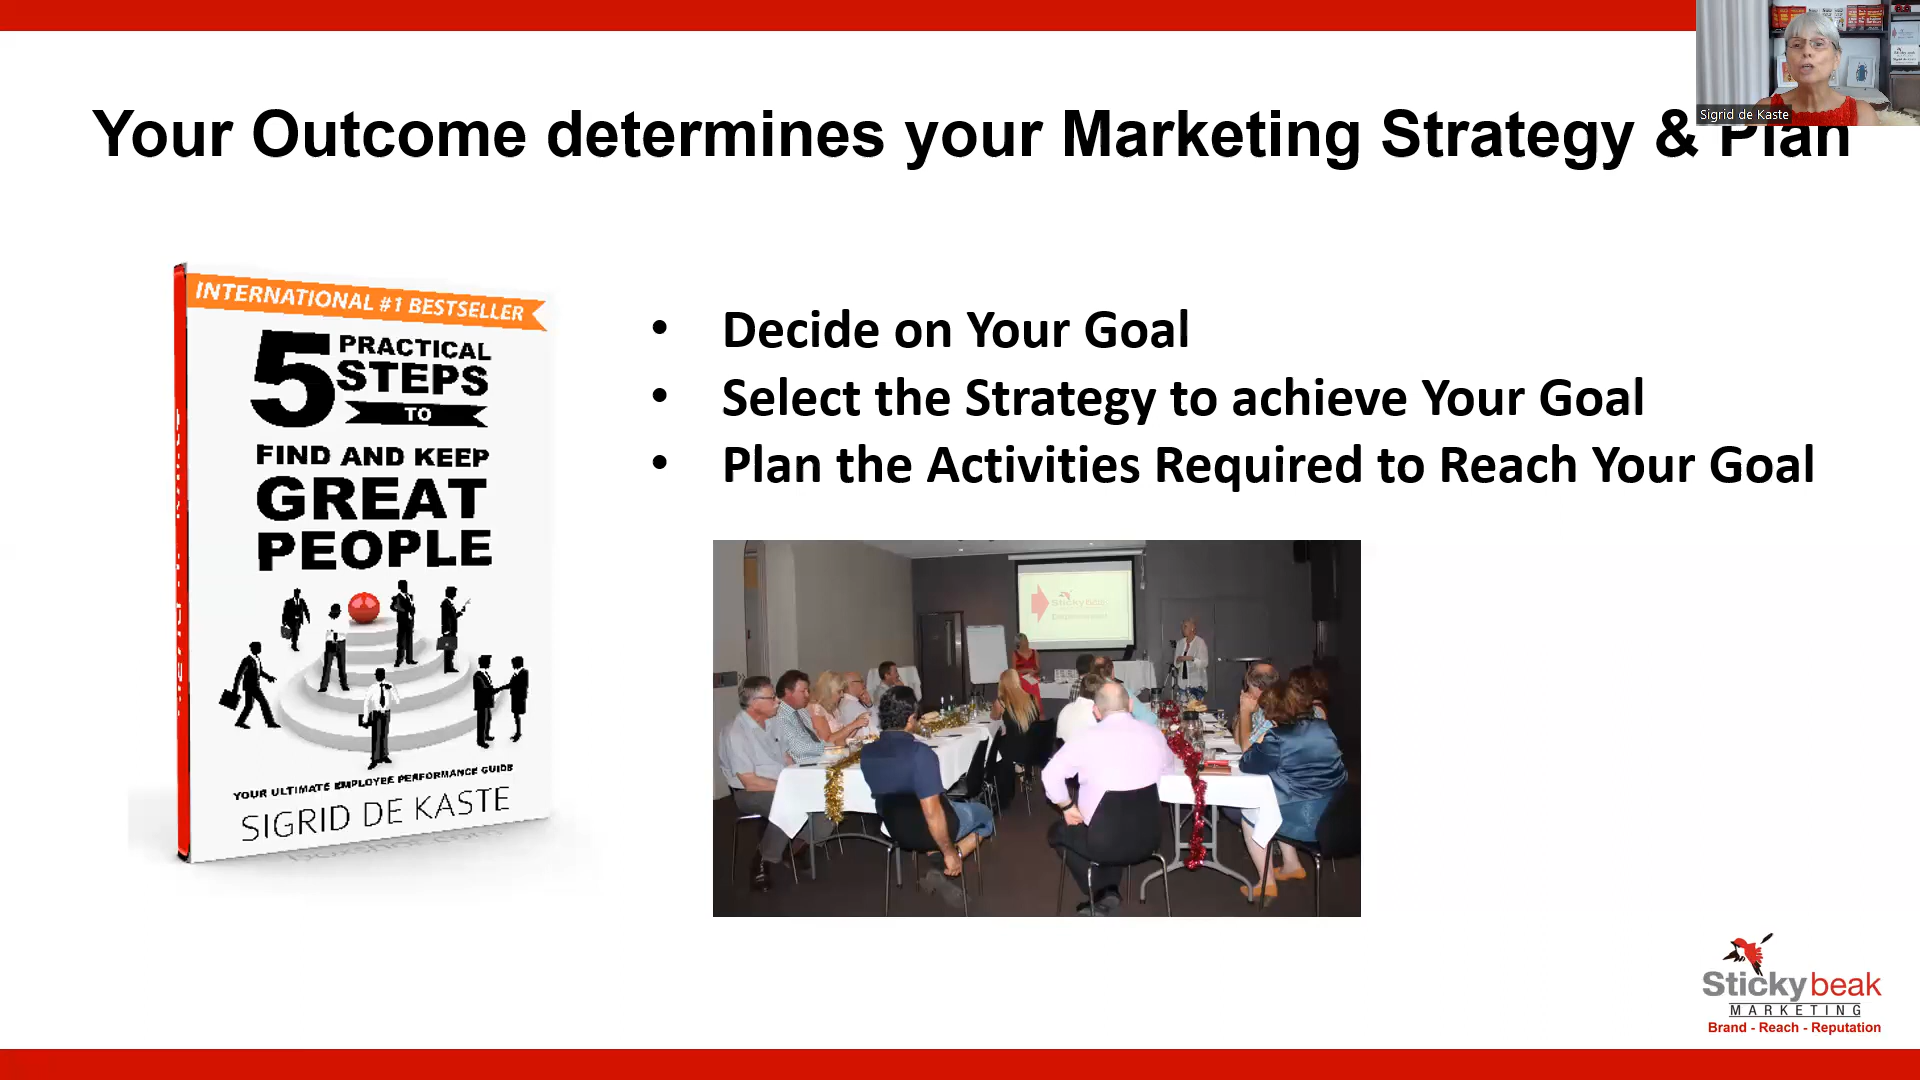 Sigrid de Kaste
Your Outcome determines your Marketing Strategy & Plan
INTERNATIONAL #1 BESTSELLER
5 PRACTICAL
STEPS
TO
FIND AND KEEP
GREAT
PEOPLE
YOUR ULTIMATE EMPLOYEE PERFORMANCE GUIDE
SIGRID DE KASTE
• Decide on Your Goal
• Select the Strategy to achieve Your Goal
• Plan the Activities Required to Reach Your Goal
Stickybeak
Stickybeak
MARKETING
Brand - Reach - Reputation